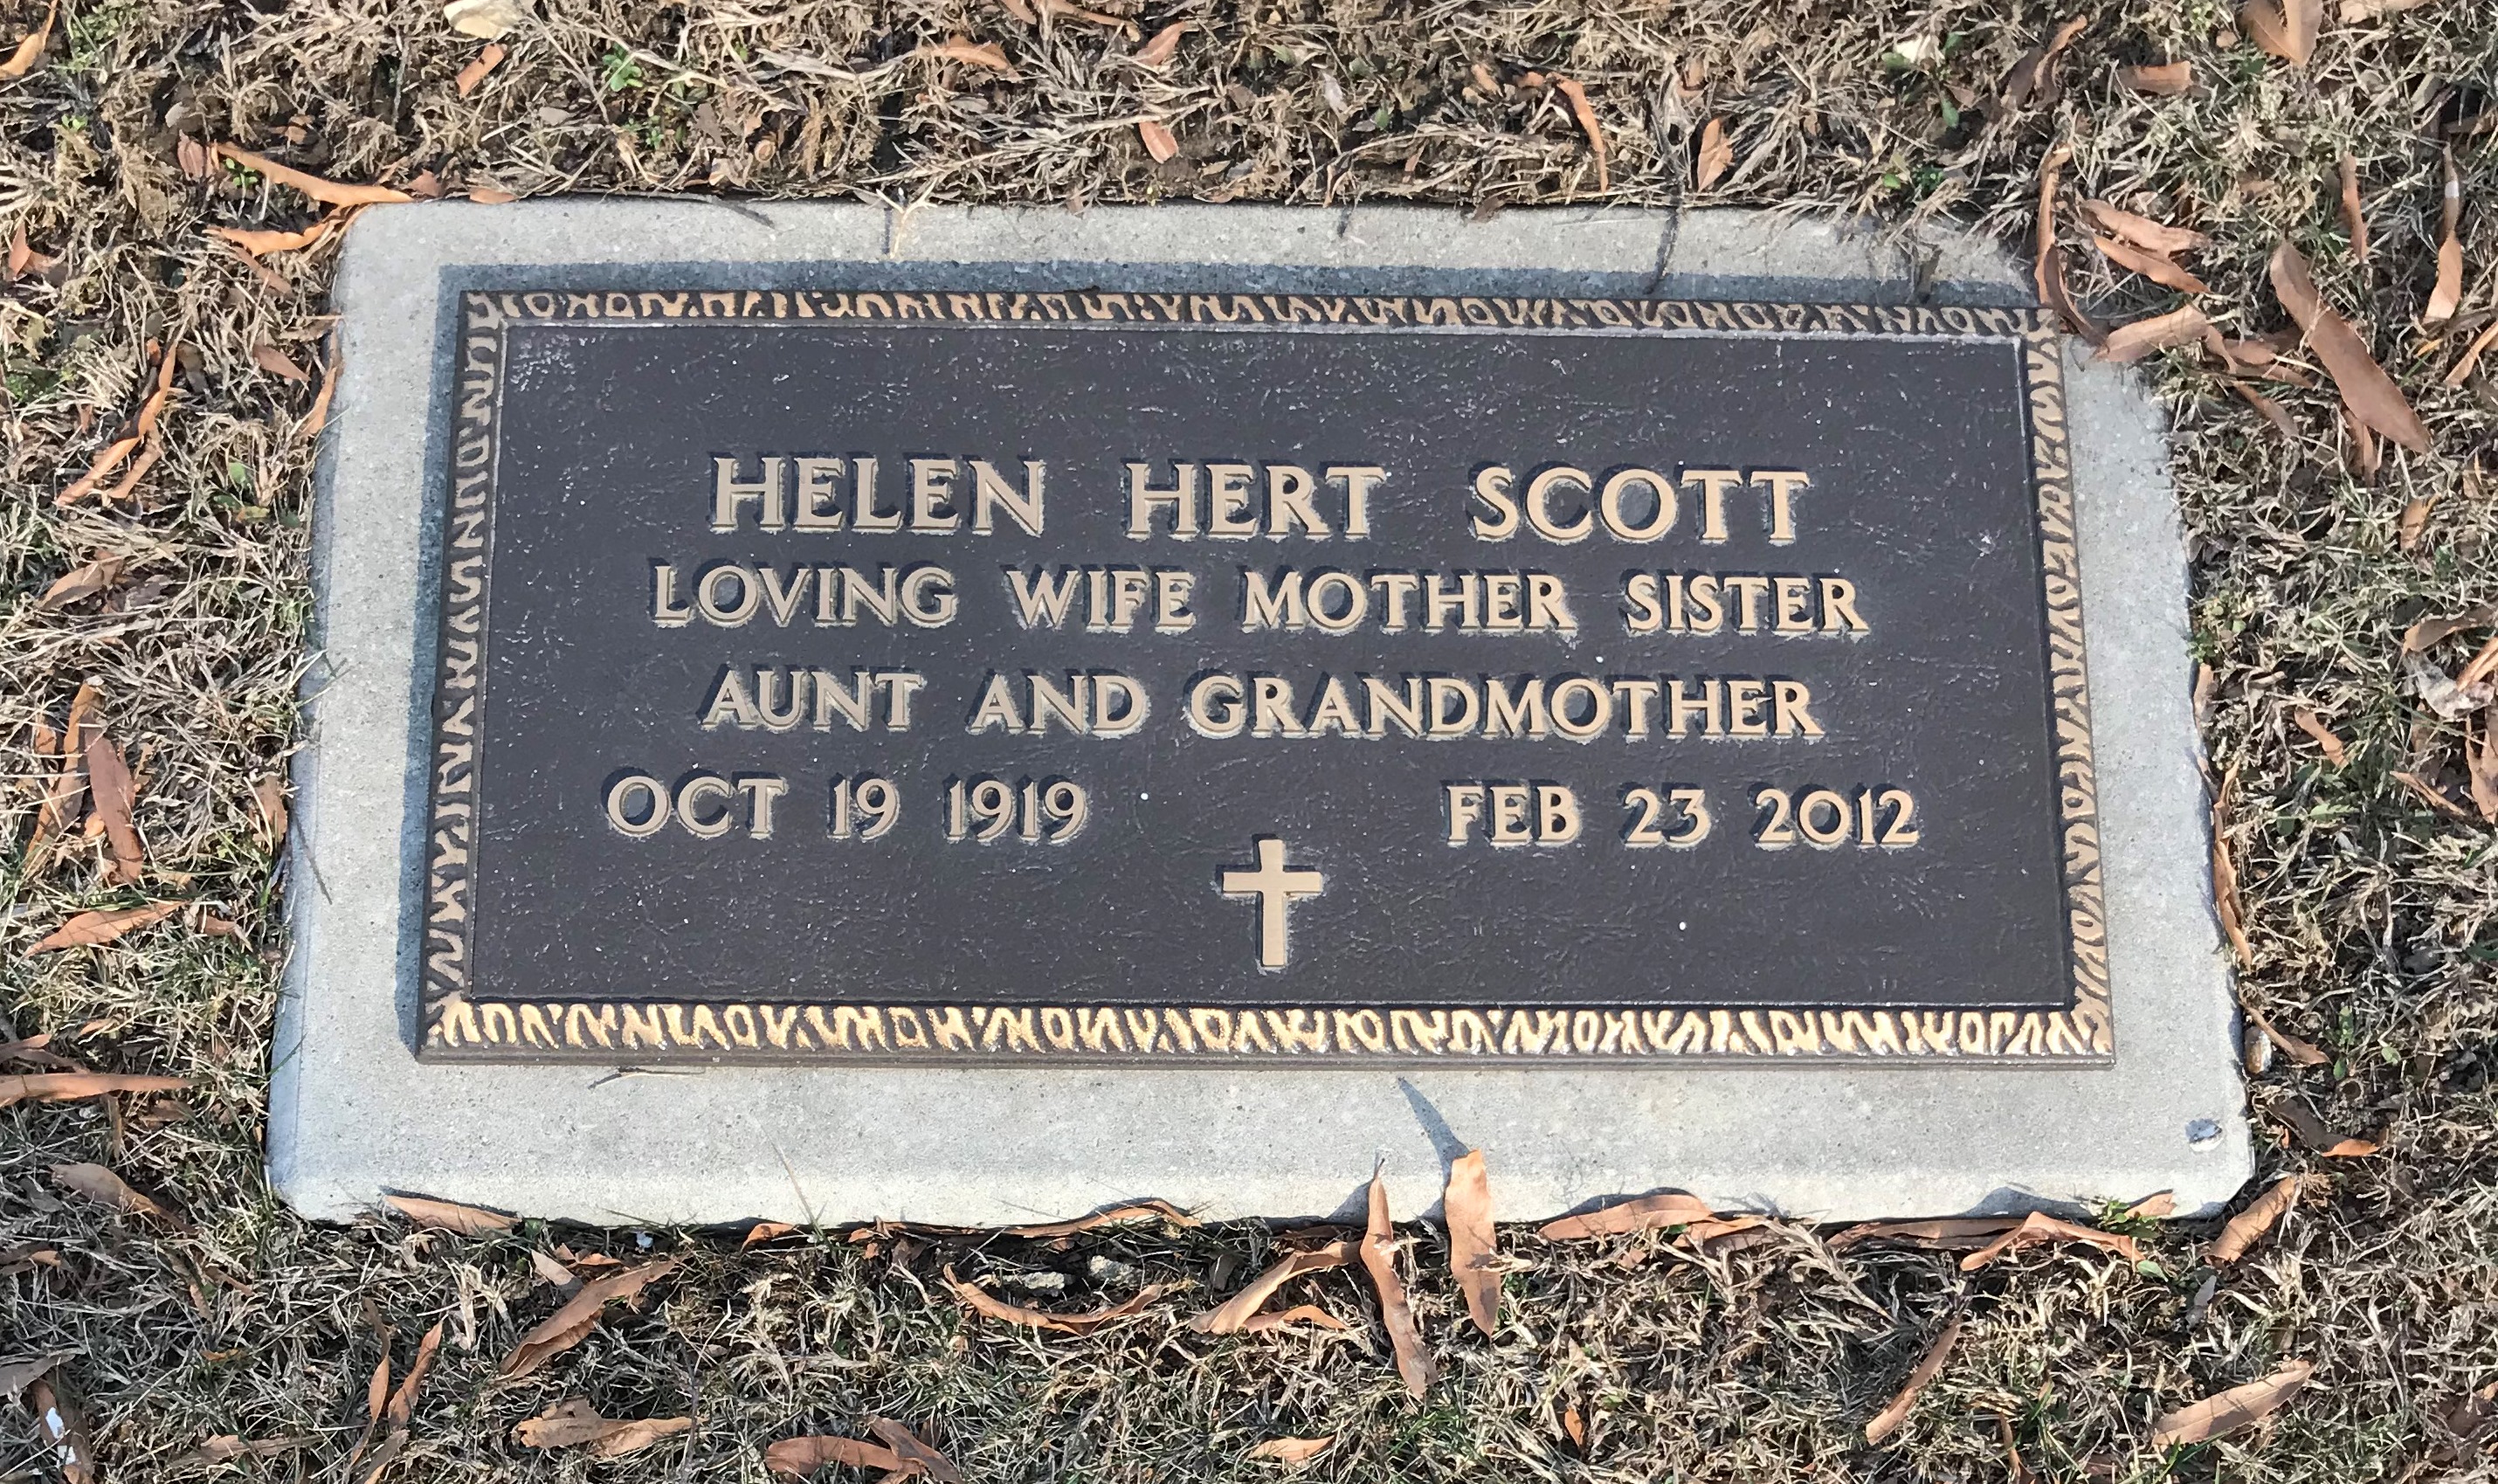 HELEN HERT SCOTT
LOVING WIFE MOTHER SISTER
AUNT AND GRANDMOTHER
OCT 19 1919 FEB 23 2012